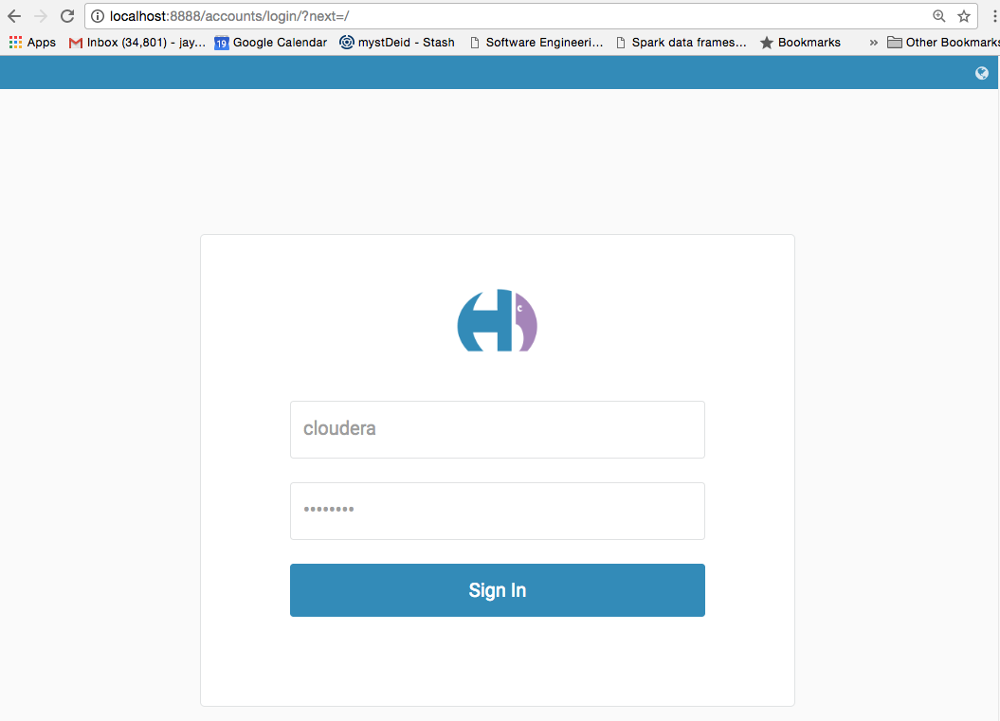 localhost:8888/accounts/login/?next=/
Apps Inbox (34,801) - jay... 19 Google Calendar mystDeid - Stash Software Engineeri... Spark data frames... Bookmarks » Other Bookmarks
H c
cloudera
••••••••
Sign In